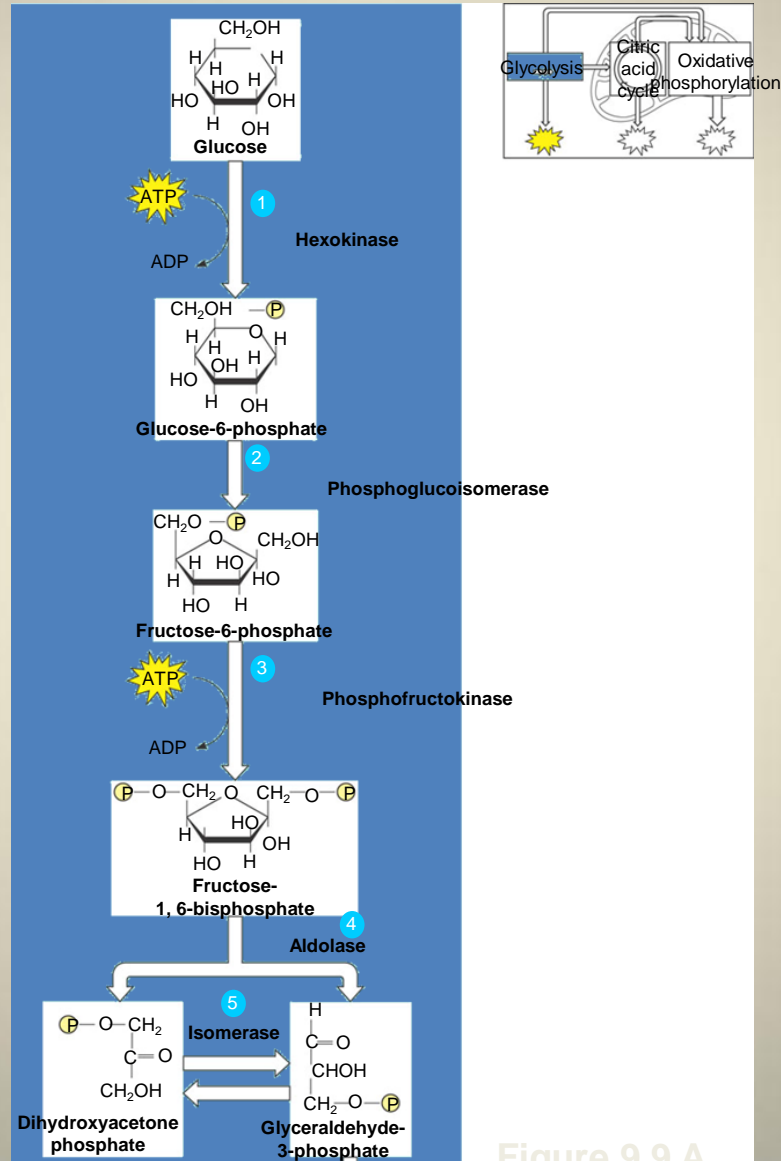 CH2OH
H
H
H
H
HO
HO
OH
H
OH
Glucose
ATP
1
Hexokinase
ADP
CH2OH
P
O
H
H
H
H
OH
HO
H
OH
Glucose-6-phosphate
2
Phosphoglucoisomerase
CH2O
P
O
CH2OH
H
HO
H
HO
HO
H
Fructose-6-phosphate
ATP
3
Phosphofructokinase
ADP
P
O
CH2
O
CH2
O
P
HO
H
OH
HO
H
Fructose-
1, 6-bisphosphate
4
Aldolase
5
Isomerase
P
O
CH2
C
O
CH2OH
Dihydroxyacetone
phosphate
H
C
O
CHOH
CH2
O
P
Glyceraldehyde-
3-phosphate
Glycolysis
Citric
acid
cycle
Oxidative
phosphorylation
Figure 9.9 A